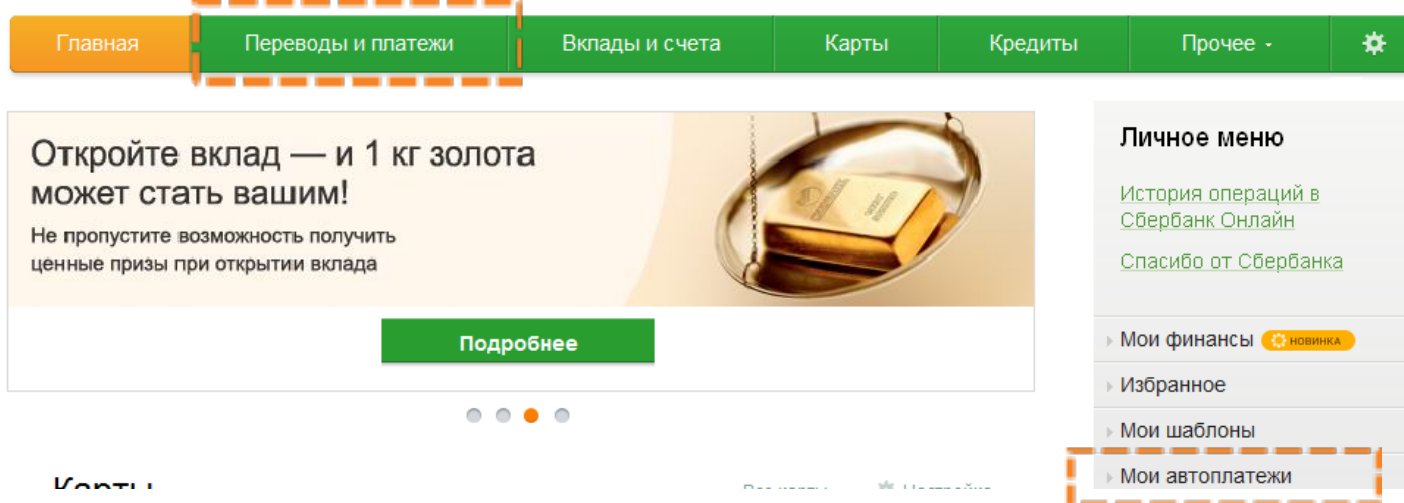 Главная Переводы и платежи Вклады и счета Карты Кредиты Прочее
Откройте вклад — и 1 кг золота
может стать вашим!
Не пропустите возможность получить
ценные призы при открытии вклада
Подробнее
Личное меню
История операций в
Сбербанк Онлайн
Спасибо от Сбербанка
Мои финансы НОВИНКА
Избранное
Мои шаблоны
Мои автоплатежи
Карты